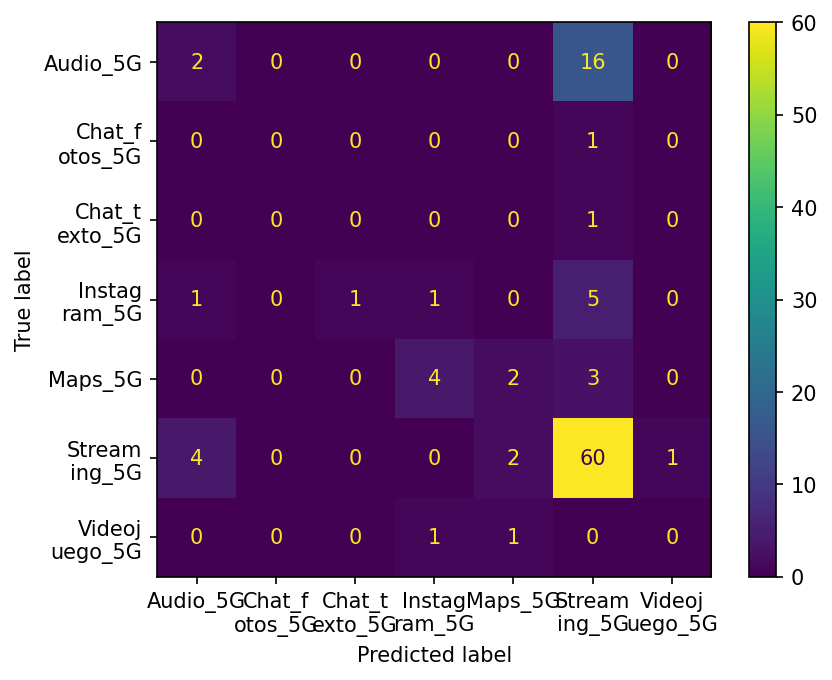 Audio_5G 2 0 0 0 0 16 0
Chat_f
otos_5G 0 0 0 0 0 1 0
Chat_t
exto_5G 0 0 0 0 0 1 0
Instag
ram_5G 1 0 1 1 0 5 0
Maps_5G 0 0 0 4 2 3 0
Stream
ing_5G 4 0 0 0 2 60 1
Videoj
uego_5G 0 0 0 1 1 0 0
True label
Audio_5G Chat_f Chat_t Instag Maps_5G Stream Videoj
otos_5G exto_5G ram_5G ing_5G uego_5G
Predicted label
60
50
40
30
20
10
0